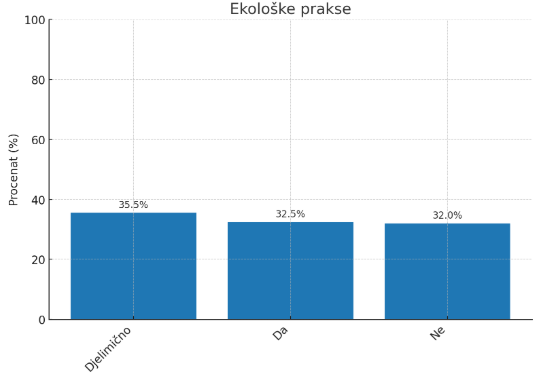 Ekološke prakse
Procenat (%)
100
80
60
40
20
0
35.5%
32.5%
32.0%
Djelimično
Da
Ne